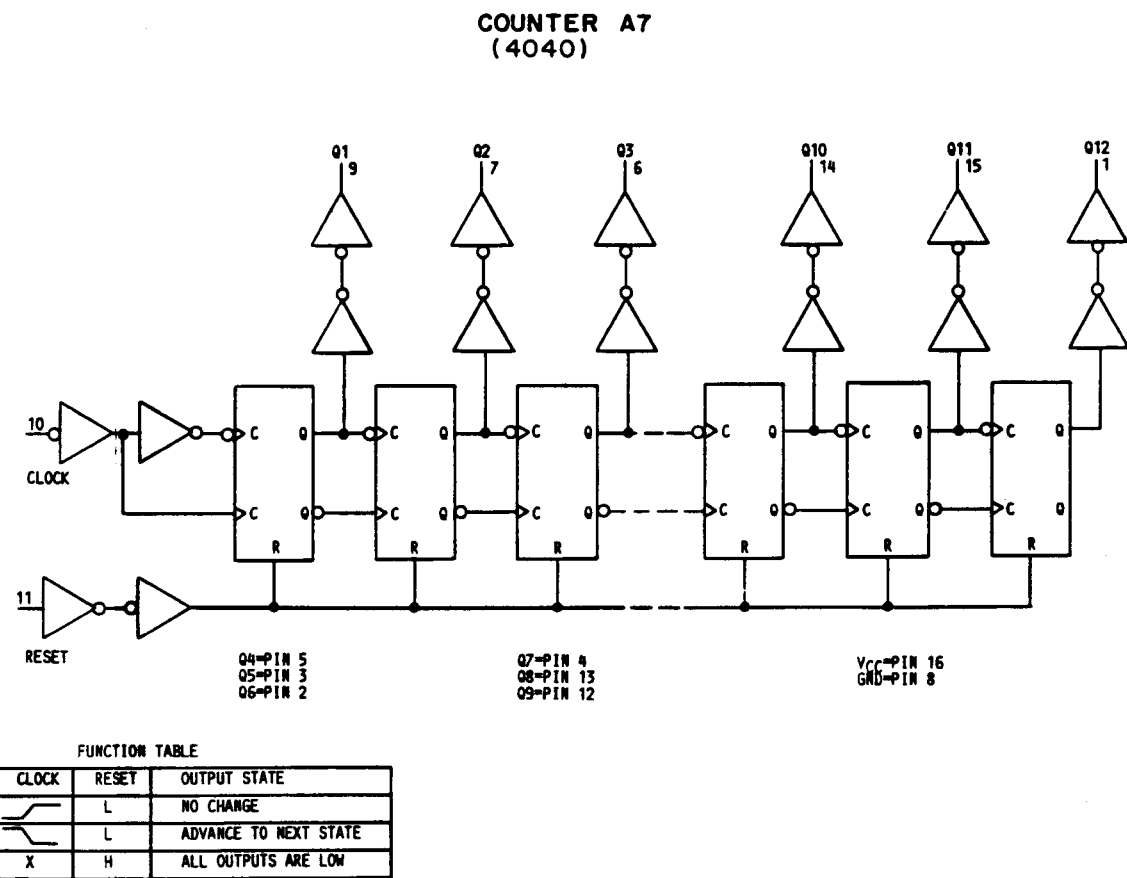 COUNTER A7
(4040)
Q1 Q2 Q3 Q10 Q11 Q12
9 7 6 14 15 1
10 C Q C Q C Q C Q C Q C Q
CLOCK
C Q C Q C Q C Q C Q C Q
R R R R R R
11
RESET
Q4=PIN 5 Q7=PIN 4 VCC=PIN 16
Q5=PIN 3 Q8=PIN 13 GND=PIN 8
Q6=PIN 2 Q9=PIN 12
FUNCTION TABLE
CLOCK RESET OUTPUT STATE
L NO CHANGE
L ADVANCE TO NEXT STATE
X H ALL OUTPUTS ARE LOW